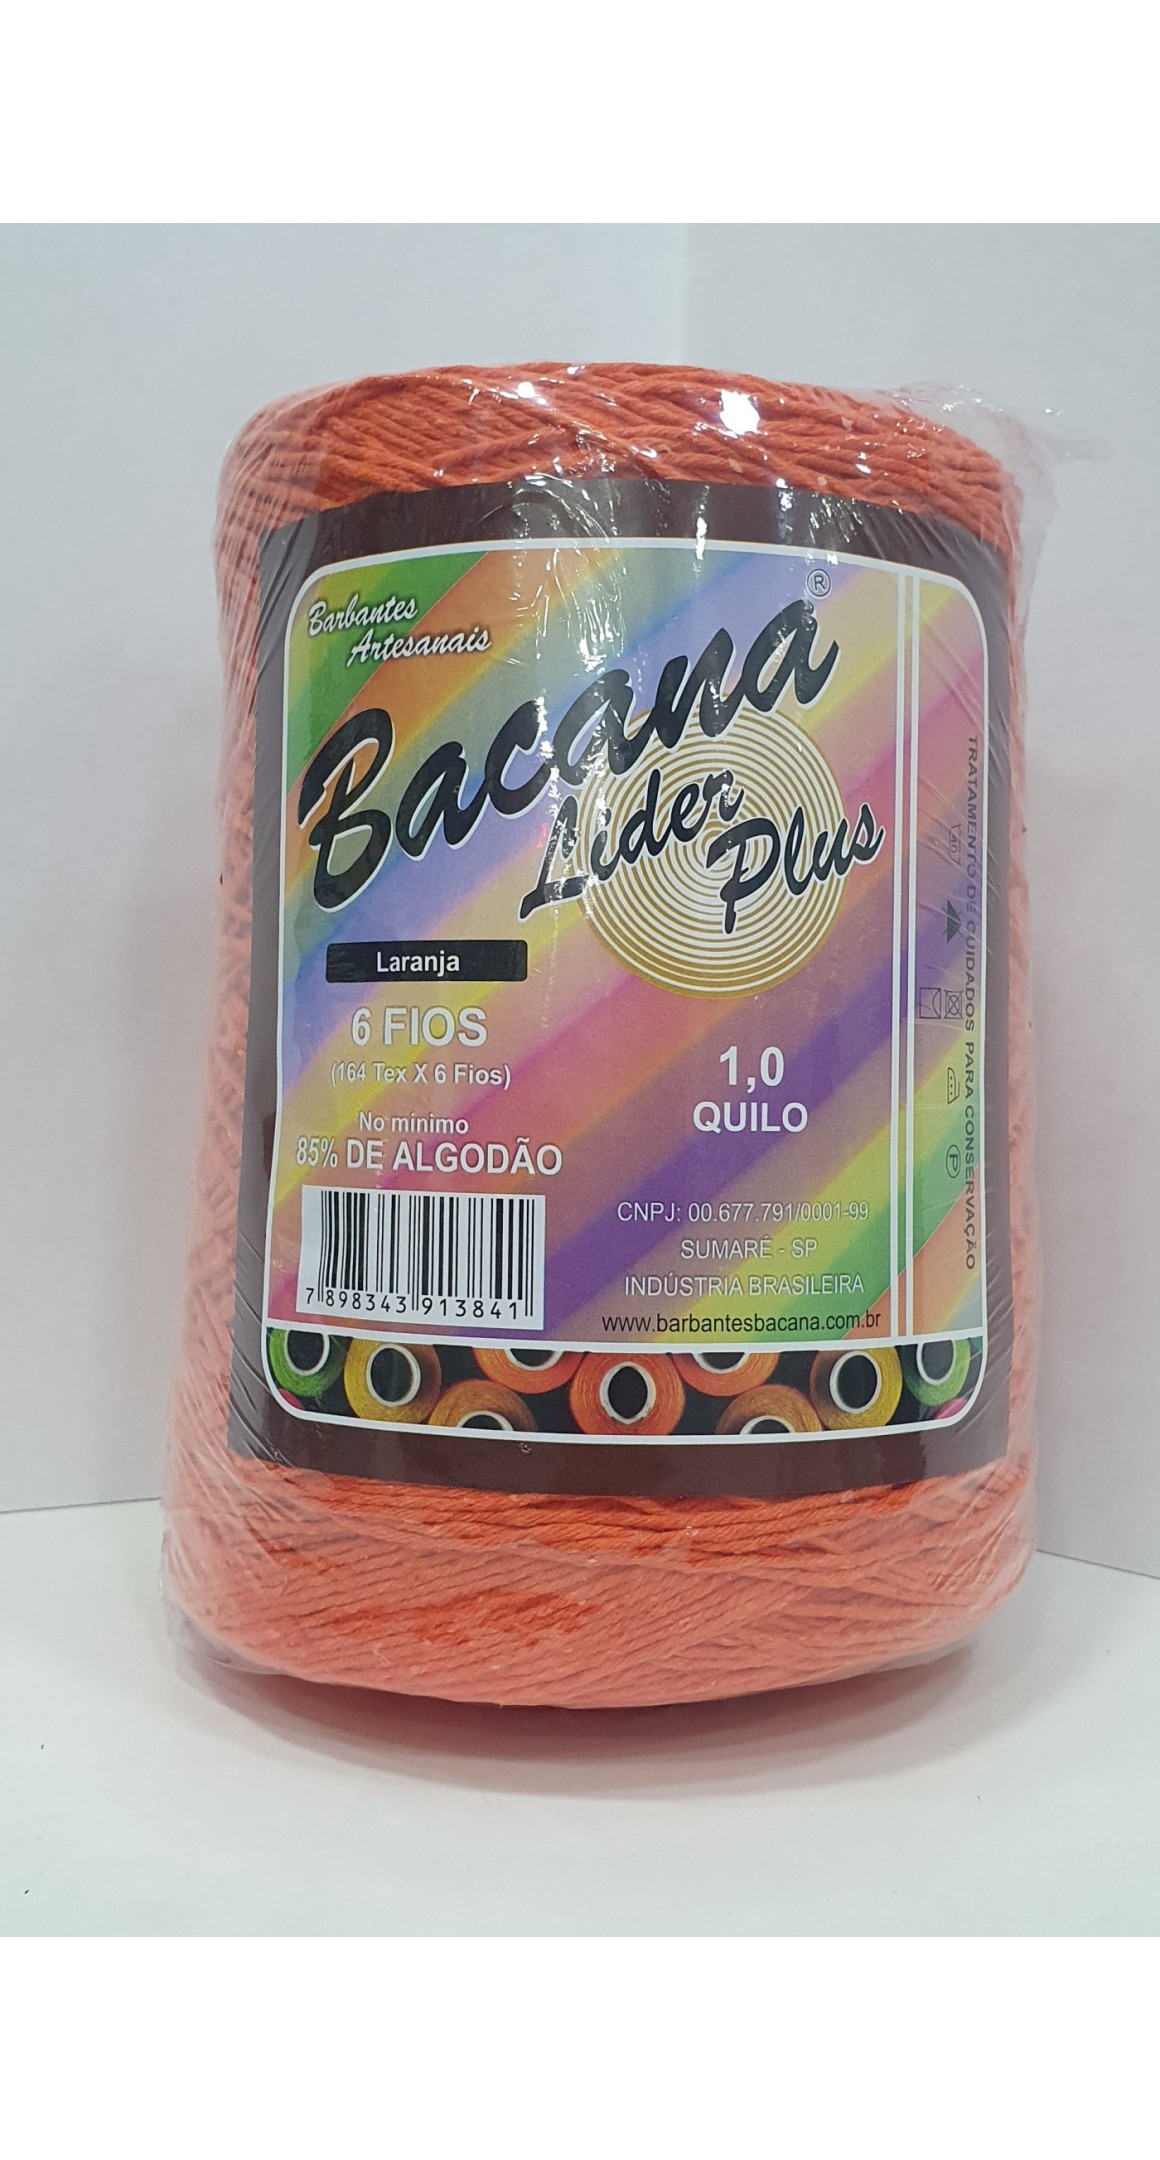 Barbantes
Artesanais
Bacana®
Lider
Plus
Laranja
6 FIOS
(164 Tex X 6 Fios)
No mínimo
85% DE ALGODÃO
7 898343 913841
1,0
QUILO
CNPJ: 00.677.791/0001-99
SUMARÉ - SP
INDÚSTRIA BRASILEIRA
www.barbantesbacana.com.br
TRATAMENTO DE CUIDADOS PARA CONSERVAÇÃO
40
P